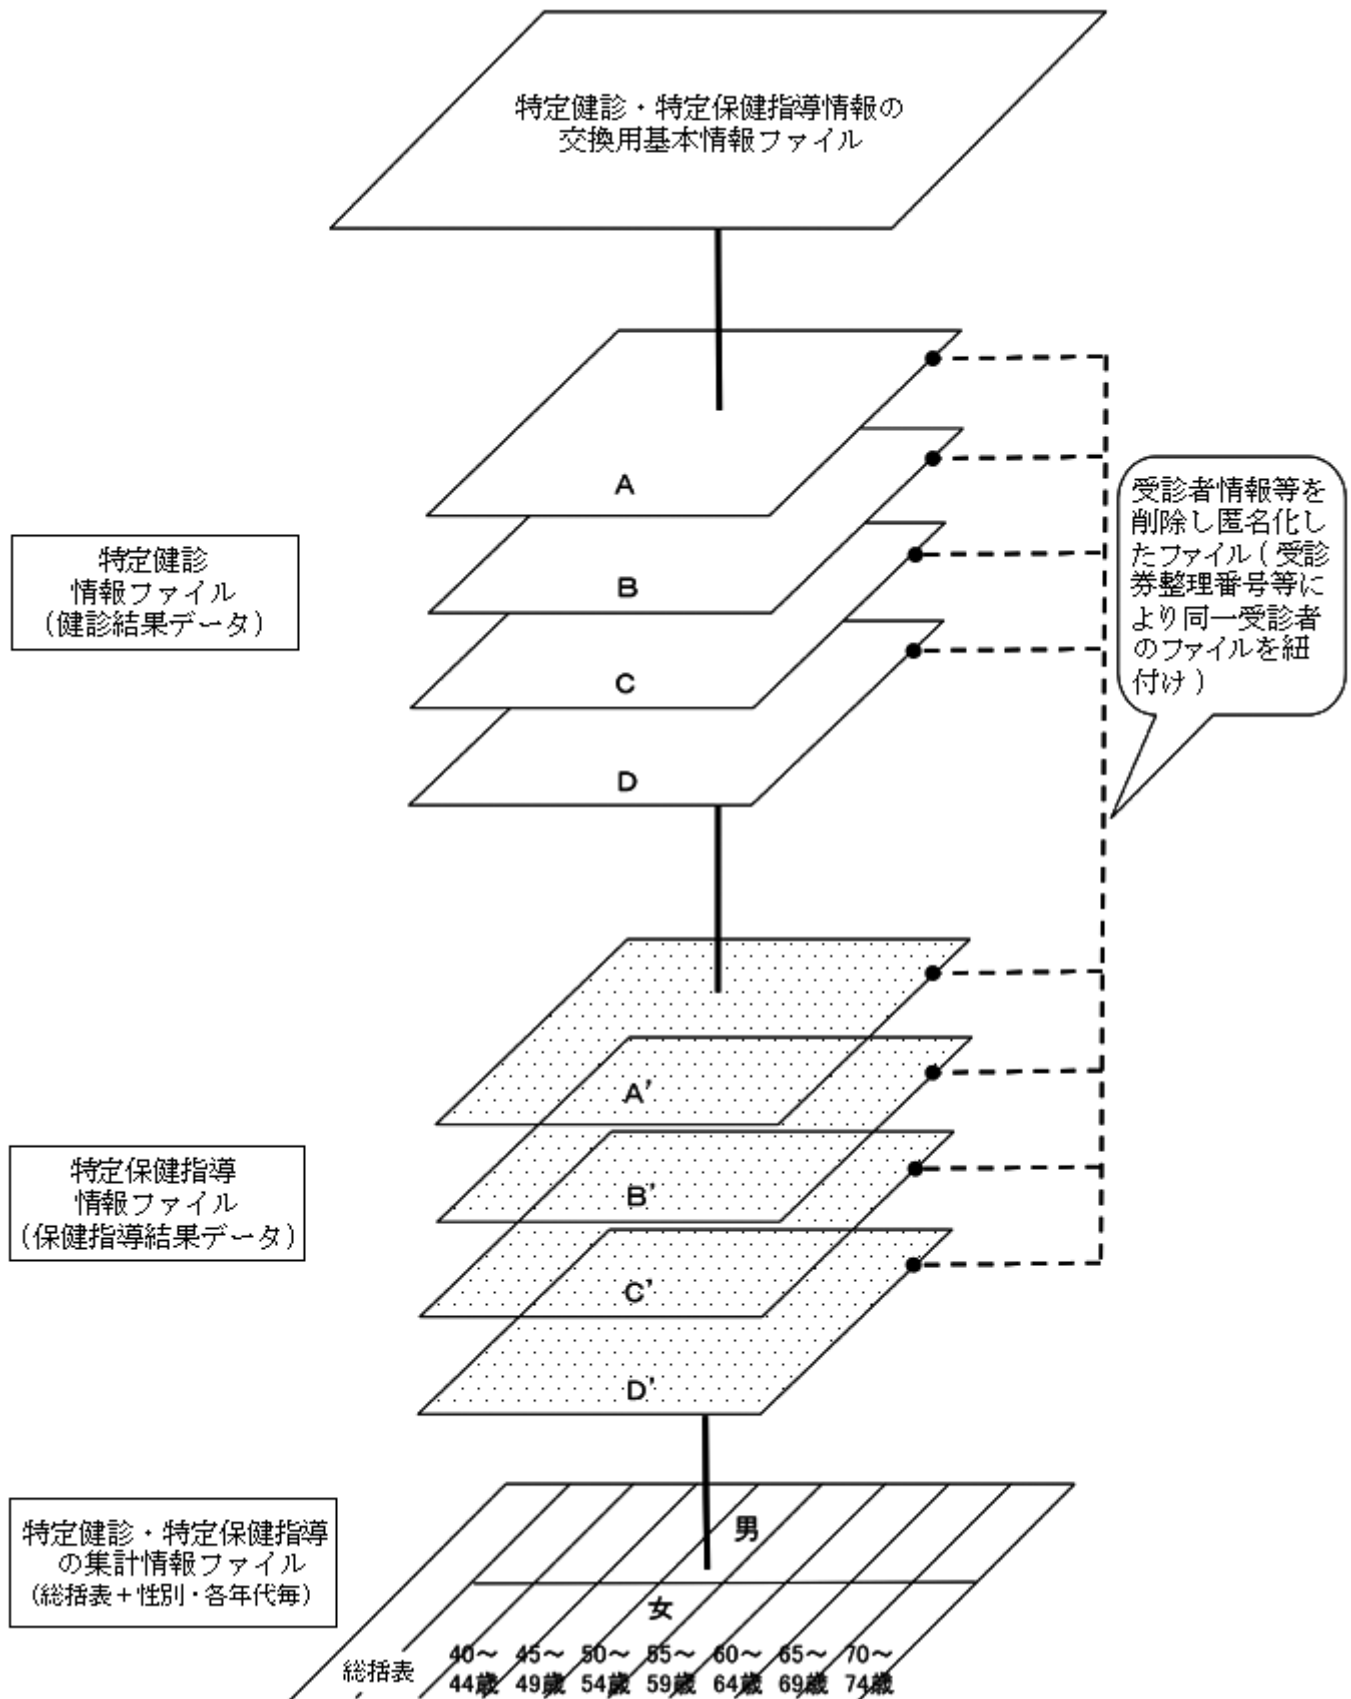 特定健診・特定保健指導情報の
交換用基本情報ファイル
A
B
C
D
特定健診
情報ファイル
(健診結果データ)
受診者情報等を
削除し匿名化し
たファイル(受診
券整理番号等に
より同一受診者
のファイルを紐
付け)
A'
B'
C'
D'
特定保健指導
情報ファイル
(保健指導結果データ)
特定健診・特定保健指導
の集計情報ファイル
(総括表+性別・各年代毎)
男
女
総括表
40～
44歳
45～
49歳
50～
54歳
55～
59歳
60～
64歳
65～
69歳
70～
74歳